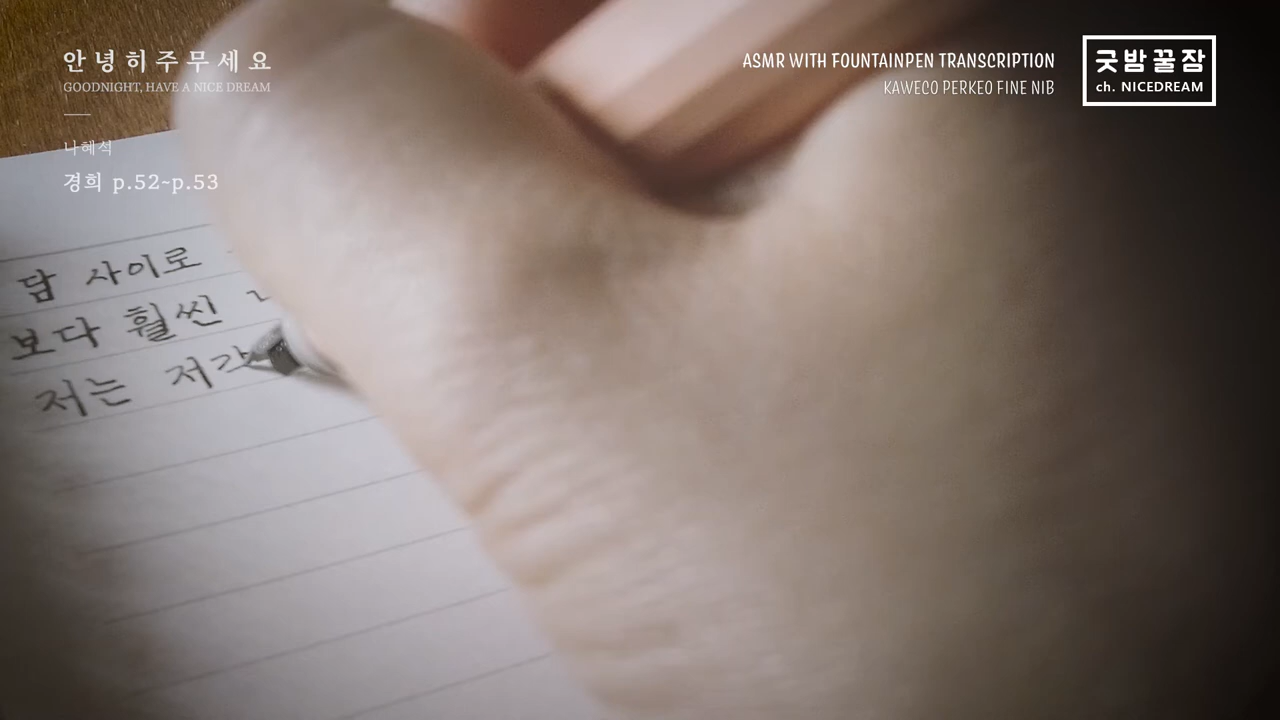 안녕히주무세요
GOODNIGHT, HAVE A NICE DREAM
나혜석
경희 p.52~p.53
ASMR WITH FOUNTAINPEN TRANSCRIPTION
KAWECO PERKEO FINE NIB
굿밤꿀잠
ch. NICEDREAM
담 사이로
보다 훨씬
저는 저각